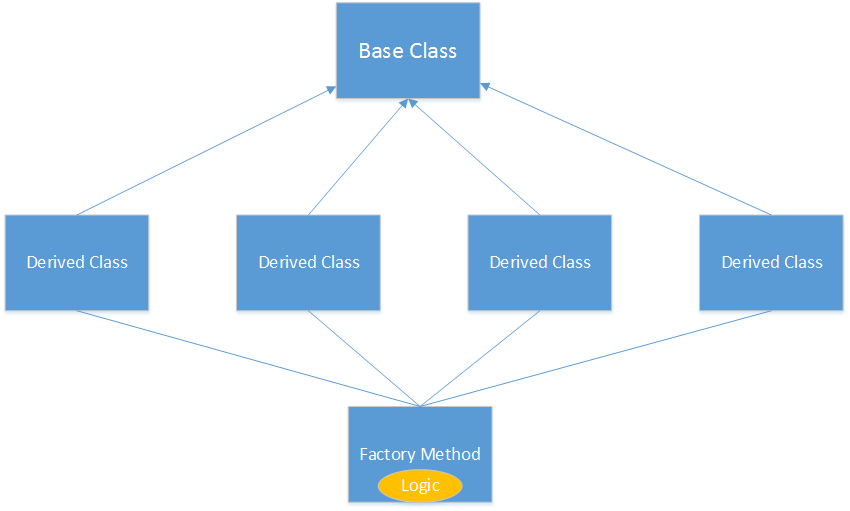 Base Class
Derived Class
Derived Class
Derived Class
Derived Class
Factory Method
Logic